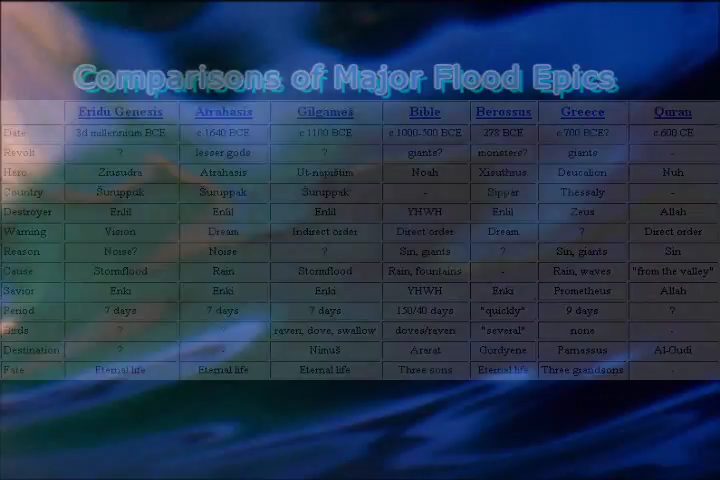 Comparisons of Major Flood Epics
Eridu Genesis Atrahasis Gilgameš Bible Berossus Greece Quran
Date 3d millennium BCE c.1640 BCE c.1100 BCE c.1000-500 BCE 278 BCE c.700 BCE? c.600 CE
Revolt ? lesser gods ? giants? monsters? giants -
Hero Ziusudra Atrahasis Ut-napištim Noah Xisuthrus Deucalion Nuh
Country Šuruppak Šuruppak Šuruppak - Sippar Thessaly -
Destroyer Enlil Enlil Enlil YHWH Enlil Zeus Allah
Warning Vision Dream Indirect order Direct order Dream ? Direct order
Reason Noise? Noise ? Sin, giants ? Sin, giants Sin
Cause Stormflood Rain Stormflood Rain, fountains - Rain, waves "from the valley"
Savior Enki Enki Enki YHWH Enki Prometheus Allah
Period 7 days 7 days 7 days 150/40 days "quickly" 9 days ?
Birds ? - raven, dove, swallow doves/raven "several" none -
Destination ? - Nimuš Ararat Gordyene Parnassus Al-Gudi
Fate Eternal life Eternal life Eternal life Three sons Eternal life Three grandsons -